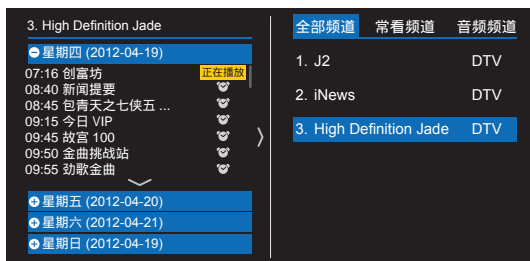 3. High Definition Jade
星期四 (2012-04-19)
07:16 创富坊 正在播放
08:40 新闻提要
08:45 包青天之七侠五 ...
09:15 今日 VIP
09:45 故宫 100
09:50 金曲挑战站
09:55 劲歌金曲
星期五 (2012-04-20)
星期六 (2012-04-21)
星期日 (2012-04-19)
全部频道 常看频道 音频频道
1. J2 DTV
2. iNews DTV
3. High Definition Jade DTV